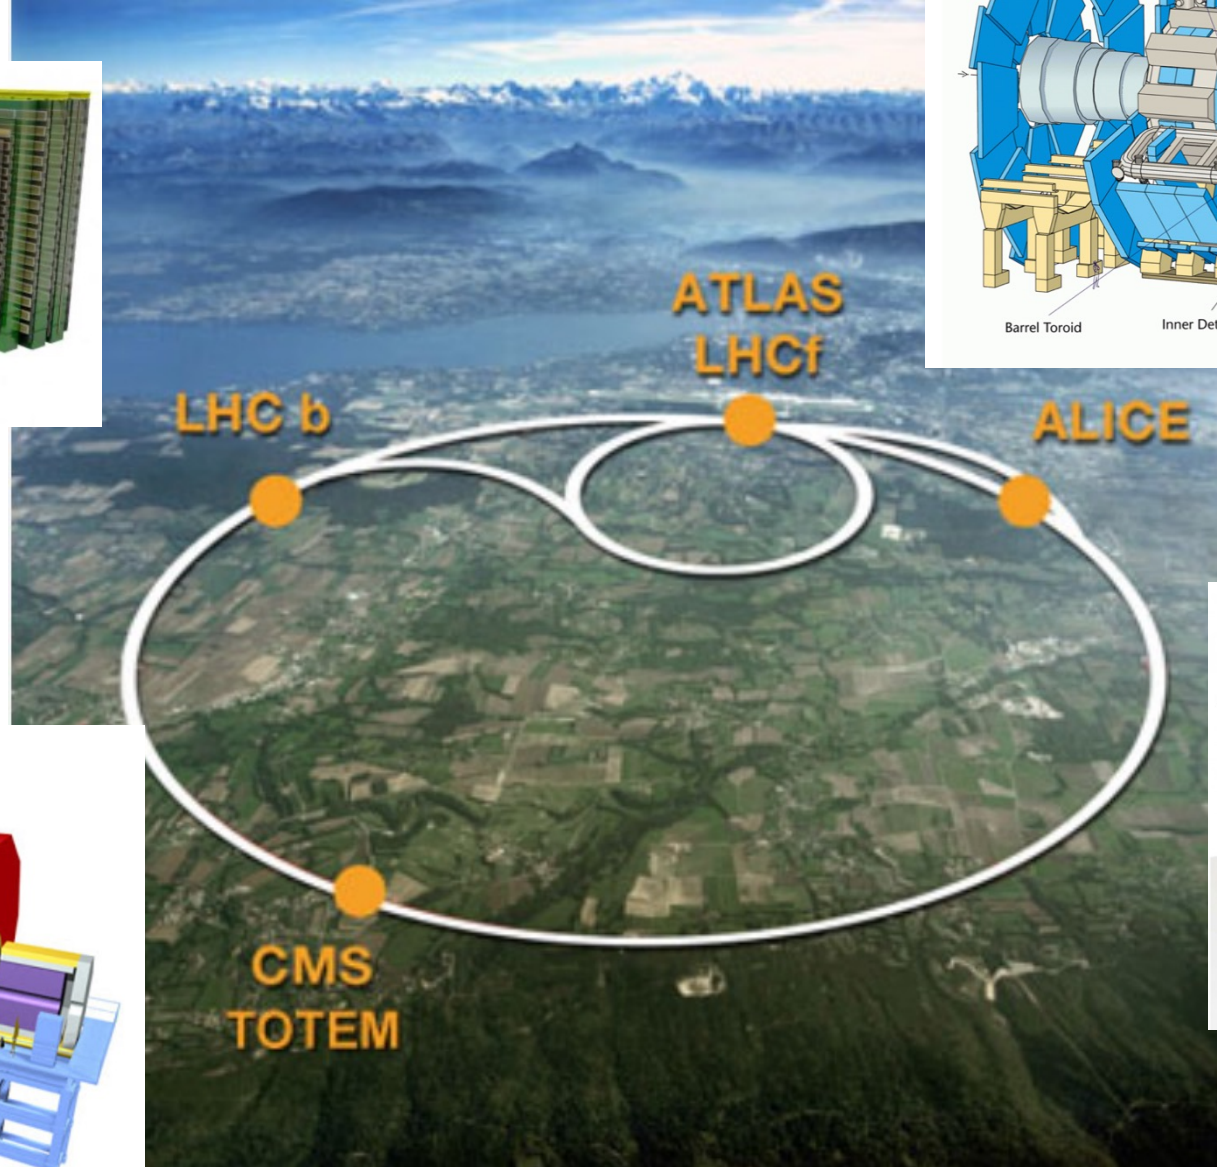 ATLAS
LHCf
LHC b
ALICE
CMS
TOTEM
Barrel Toroid
Inner Det